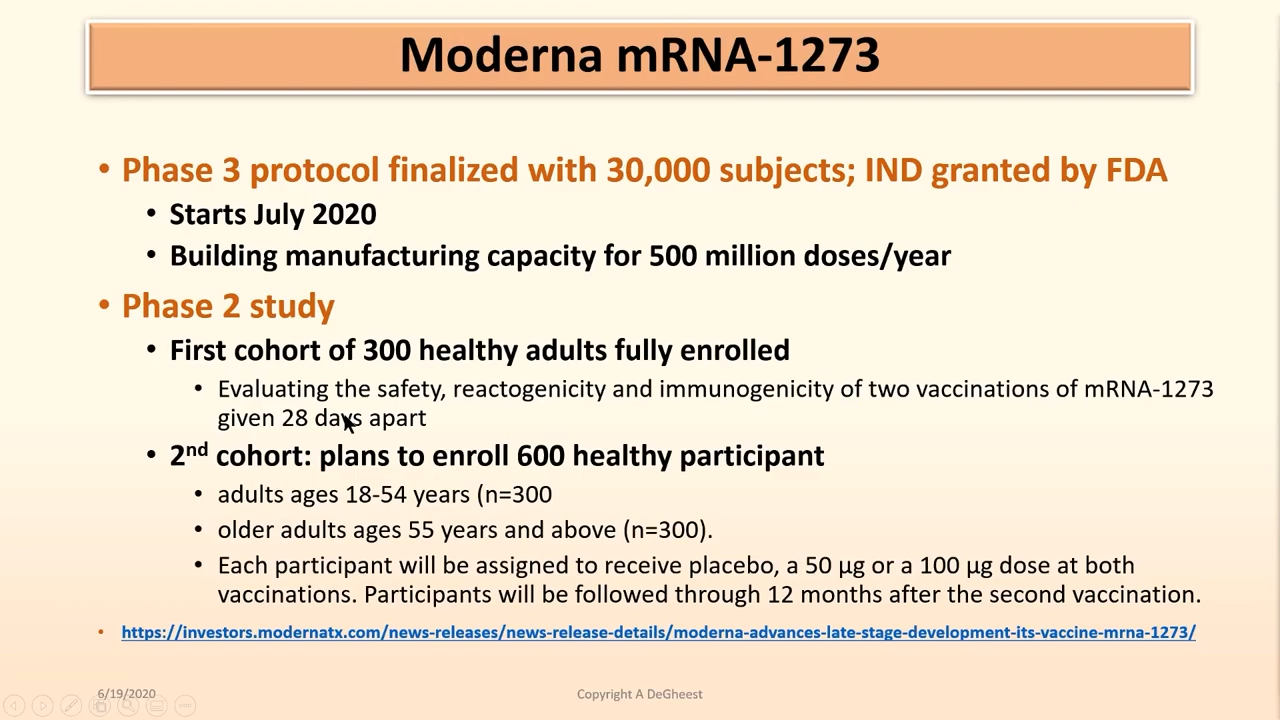 Moderna mRNA-1273
• Phase 3 protocol finalized with 30,000 subjects; IND granted by FDA
• Starts July 2020
• Building manufacturing capacity for 500 million doses/year
• Phase 2 study
• First cohort of 300 healthy adults fully enrolled
• Evaluating the safety, reactogenicity and immunogenicity of two vaccinations of mRNA-1273
given 28 days apart
• 2nd cohort: plans to enroll 600 healthy participant
• adults ages 18-54 years (n=300
• older adults ages 55 years and above (n=300).
• Each participant will be assigned to receive placebo, a 50 µg or a 100 µg dose at both
vaccinations. Participants will be followed through 12 months after the second vaccination.
• https://investors.modernatx.com/news-releases/news-release-details/moderna-advances-late-stage-development-its-vaccine-mrna-1273/
6/19/2020
Copyright A DeGheest